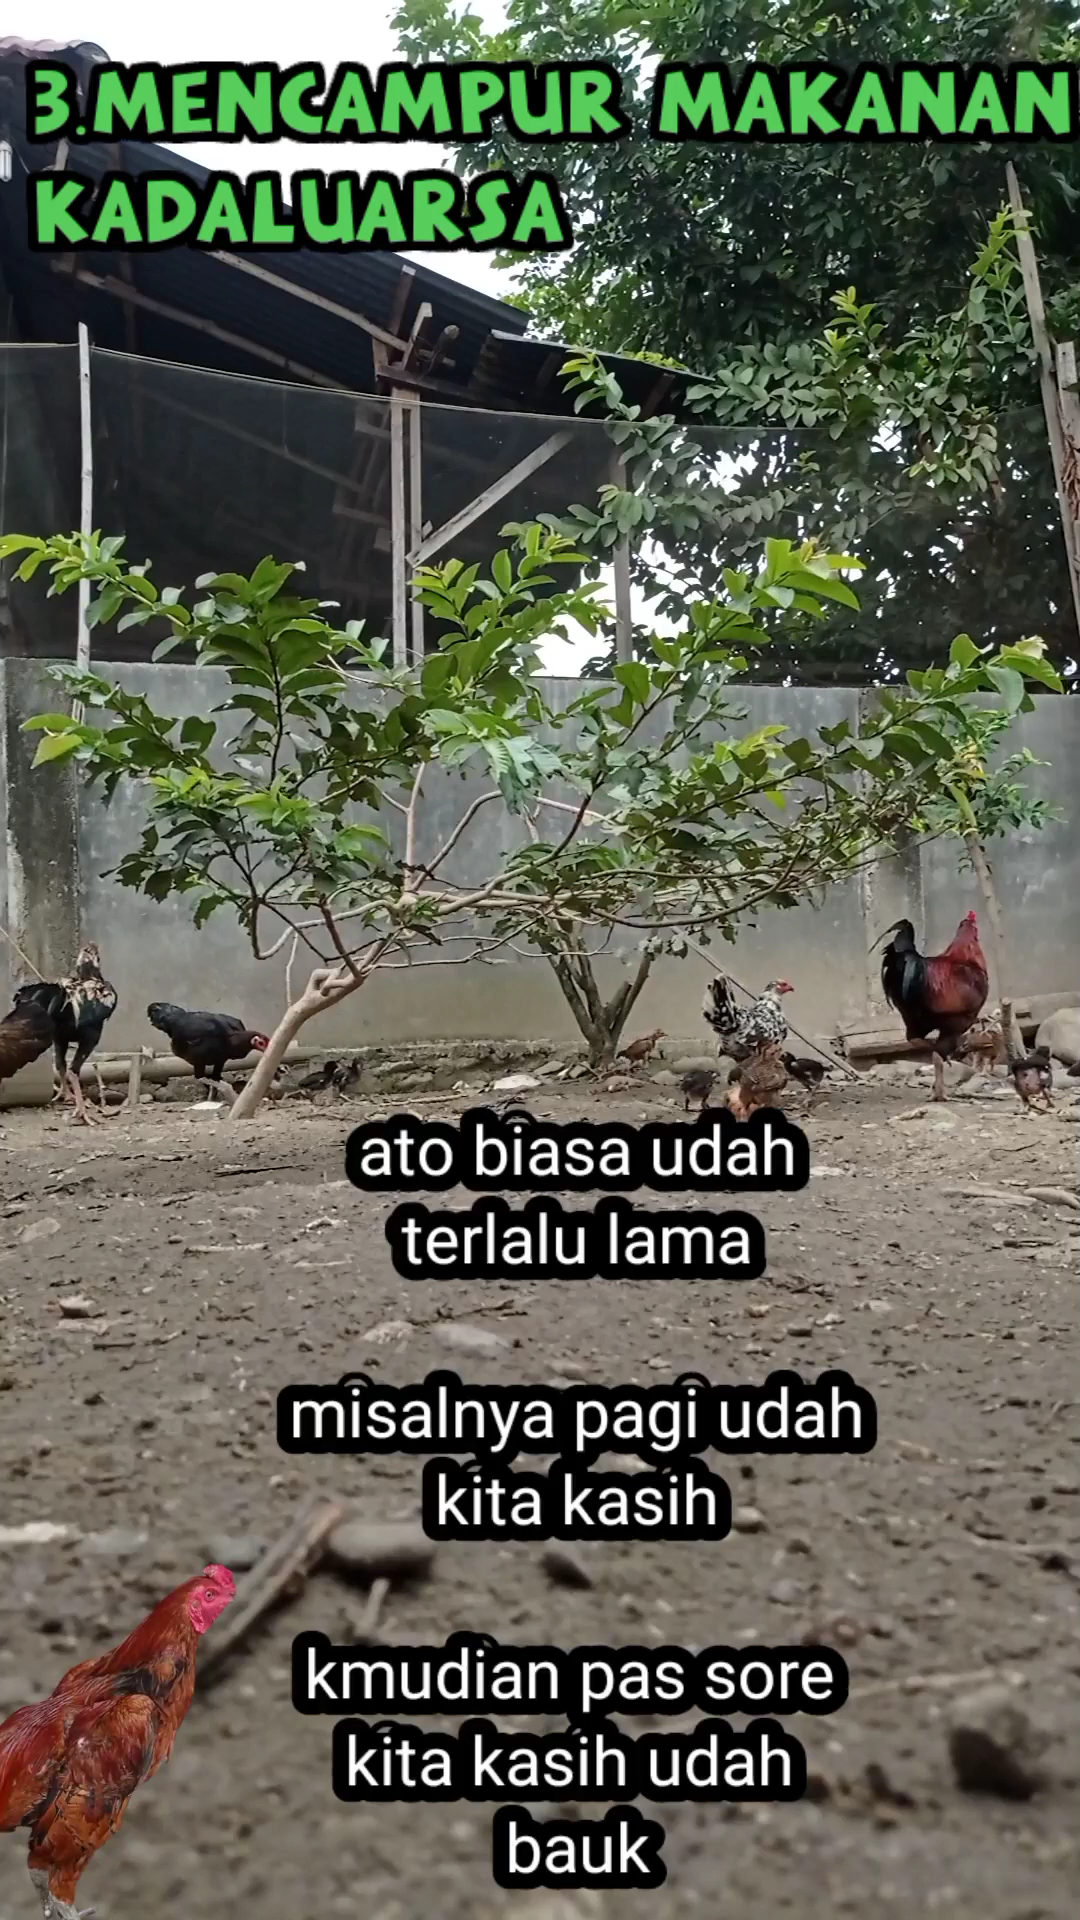 3.MENCAMPUR MAKANAN
KADALUARSA
ato biasa udah
terlalu lama
misalnya pagi udah
kita kasih
kmudian pas sore
kita kasih udah
bauk